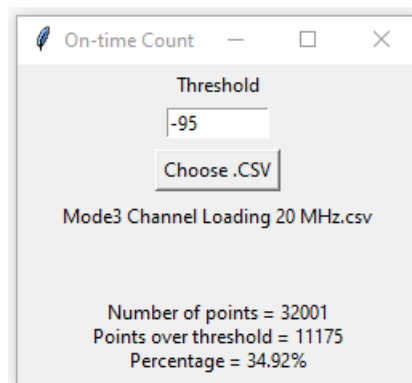 On-time Count
Threshold
-95
Choose .CSV
Mode3 Channel Loading 20 MHz.csv
Number of points = 32001
Points over threshold = 11175
Percentage = 34.92%